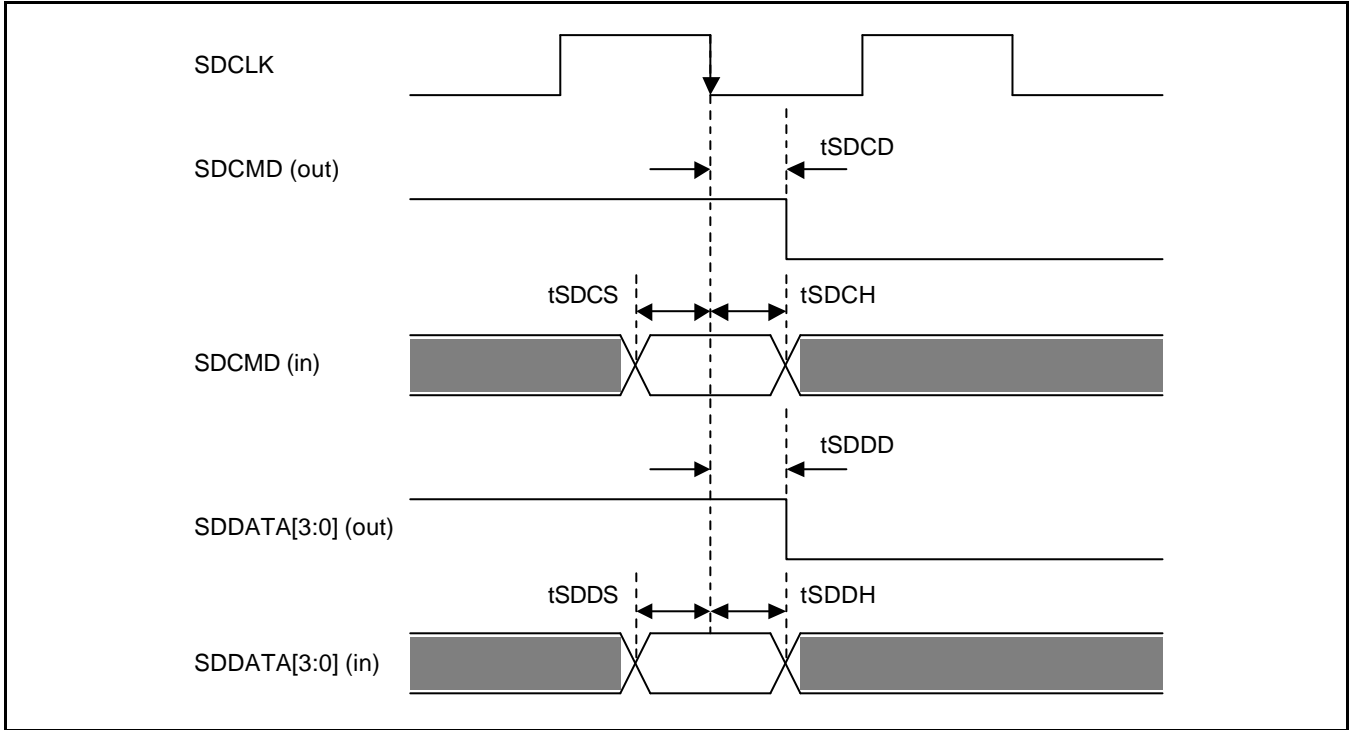 SDCLK
tSDCD
SDCMD (out)
tSDCS
tSDCH
SDCMD (in)
tSDDD
SDDATA[3:0] (out)
tSDDS
tSDDH
SDDATA[3:0] (in)